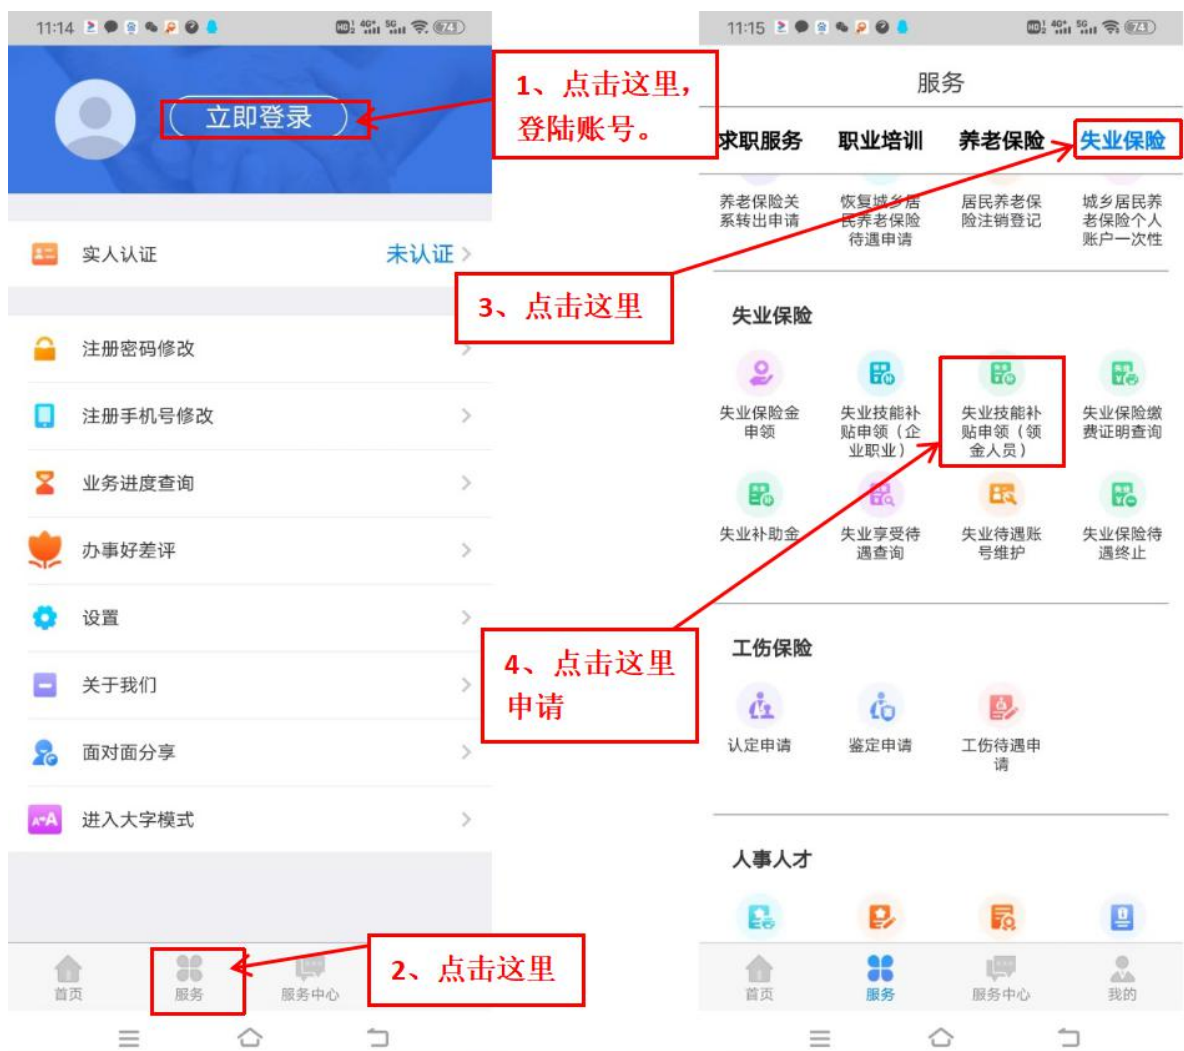 11:14
HD 1 2 4G+ 5G 74.3
立即登录
1、点击这里，
登陆账号。
实人认证
未认证
注册密码修改
注册手机号修改
业务进度查询
办事好差评
设置
关于我们
面对面分享
进入大字模式
首页
服务
服务中心
2、点击这里
11:15
服务
求职服务
职业培训
养老保险
失业保险
养老保险关
系转出申请
恢复城乡居
民养老保险
待遇申请
居民养老保
险注销登记
城乡居民养
老保险个人
账户一次性
3、点击这里
失业保险
失业保险金
申领
失业技能补
贴申领（企
业职业）
失业技能补
贴申领（领
金人员）
失业保险缴
费证明查询
失业补助金
失业享受待
遇查询
失业待遇账
号维护
失业保险待
遇终止
4、点击这里
申请
工伤保险
认定申请
鉴定申请
工伤待遇申
请
人事人才
首页
服务
服务中心
我的